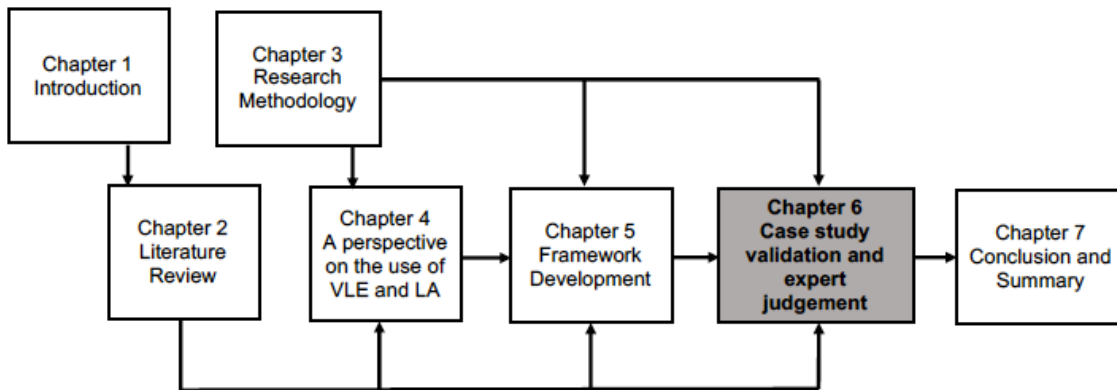 Chapter 1
Introduction
Chapter 3
Research
Methodology
Chapter 2
Literature
Review
Chapter 4
A perspective
on the use of
VLE and LA
Chapter 5
Framework
Development
Chapter 6
Case study
validation and
expert
judgement
Chapter 7
Conclusion and
Summary